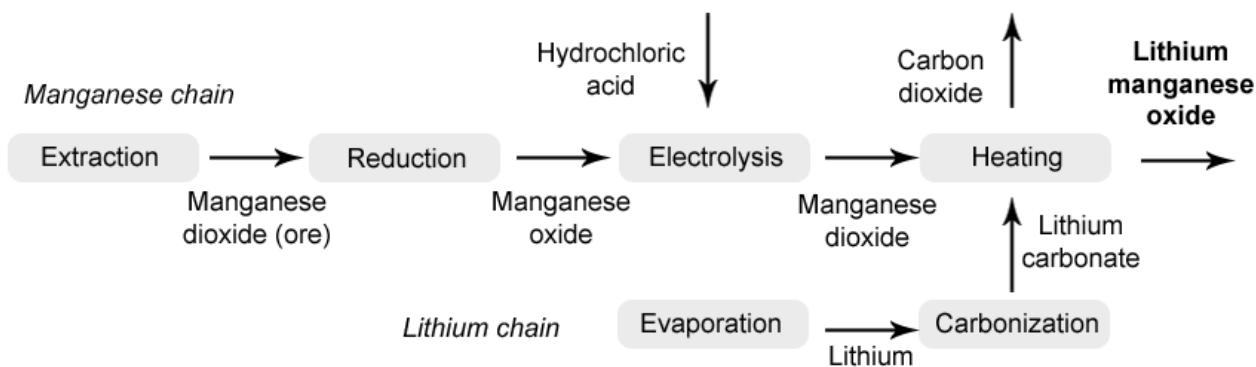 Hydrochloric
acid
Carbon
dioxide
Lithium
manganese
oxide
Manganese chain
Extraction
Reduction
Electrolysis
Heating
Manganese
dioxide (ore)
Manganese
oxide
Manganese
dioxide
Lithium
carbonate
Lithium chain
Evaporation
Carbonization
Lithium